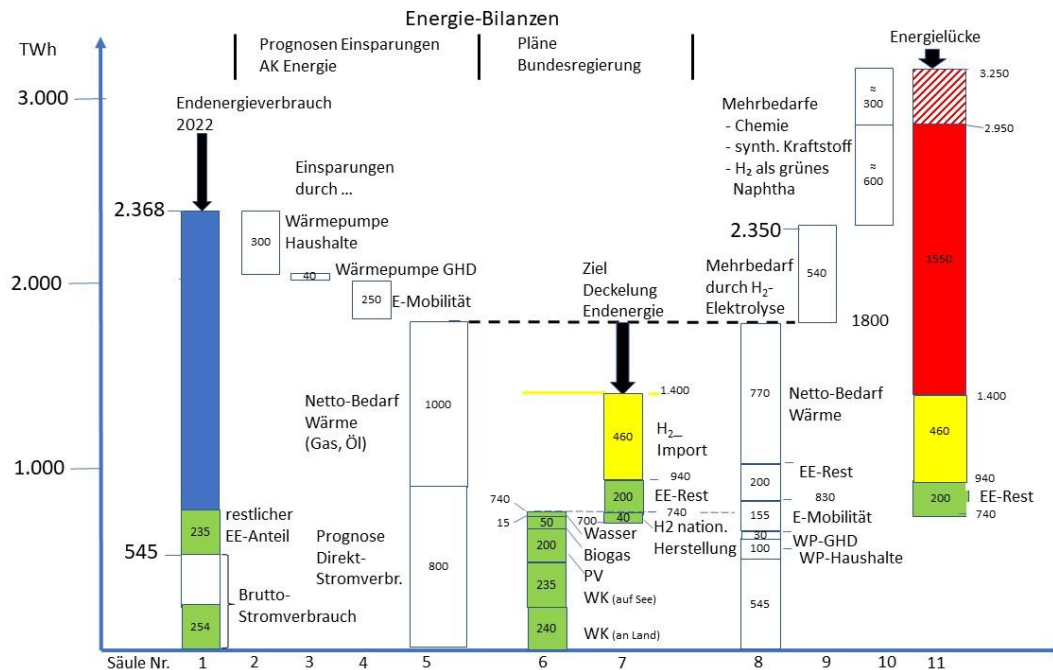 Energie-Bilanzen
TWh
Prognosen Einsparungen
AK Energie
Pläne
Bundesregierung
Energielücke
3.000
2.368
2.000
1.000
545
Endenergieverbrauch
2022
235
254
restlicher
EE-Anteil
Brutto-
Stromverbrauch
Einsparungen
durch ...
300
Wärmepumpe
Haushalte
40
Wärmepumpe GHD
250
E-Mobilität
Netto-Bedarf
Wärme
(Gas, Öl)
1000
Prognose
Direkt-
Stromverbr.
800
740
15
50
200
235
240
Wasser
Biogas
PV
WK (auf See)
WK (an Land)
Ziel
Deckelung
Endenergie
1.400
460
H₂_
Import
940
200
EE-Rest
740
700
40
H2 nation.
Herstellung
Mehrbedarf
durch H₂-
Elektrolyse
770
Netto-Bedarf
Wärme
200
EE-Rest
830
155
E-Mobilität
30
WP-GHD
100
WP-Haushalte
545
2.350
540
1800
Mehrbedarfe
- Chemie
- synth. Kraftstoff
- H₂ als grünes
Naphtha
≈
300
≈
600
3.250
2.950
1550
1.400
460
940
200
EE-Rest
740
Säule Nr. 1 2 3 4 5 6 7 8 9 10 11